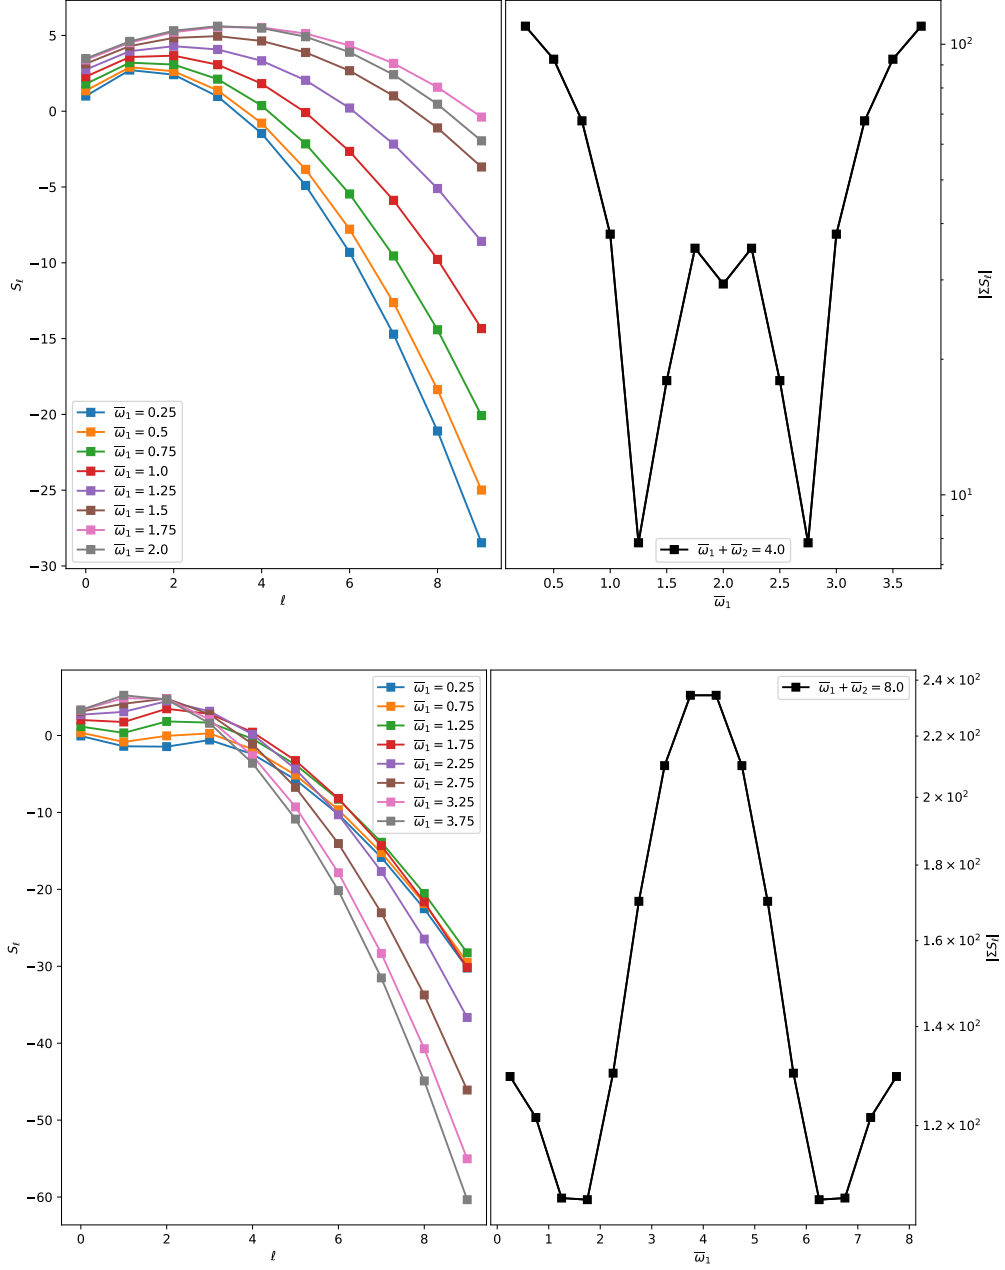 5
0
−5
−10
−15
−20
−25
−30
S_ℓ
0 2 4 6 8
ℓ
ω̅₁ = 0.25
ω̅₁ = 0.5
ω̅₁ = 0.75
ω̅₁ = 1.0
ω̅₁ = 1.25
ω̅₁ = 1.5
ω̅₁ = 1.75
ω̅₁ = 2.0
10²
10¹
|ΣS_ℓ|
ω̅₁ + ω̅₂ = 4.0
0.5 1.0 1.5 2.0 2.5 3.0 3.5
ω̅₁
0
−10
−20
−30
−40
−50
−60
S_ℓ
0 2 4 6 8
ℓ
ω̅₁ = 0.25
ω̅₁ = 0.75
ω̅₁ = 1.25
ω̅₁ = 1.75
ω̅₁ = 2.25
ω̅₁ = 2.75
ω̅₁ = 3.25
ω̅₁ = 3.75
ω̅₁ + ω̅₂ = 8.0
2.4 × 10²
2.2 × 10²
2 × 10²
1.8 × 10²
1.6 × 10²
1.4 × 10²
1.2 × 10²
|ΣS_ℓ|
0 1 2 3 4 5 6 7 8
ω̅₁